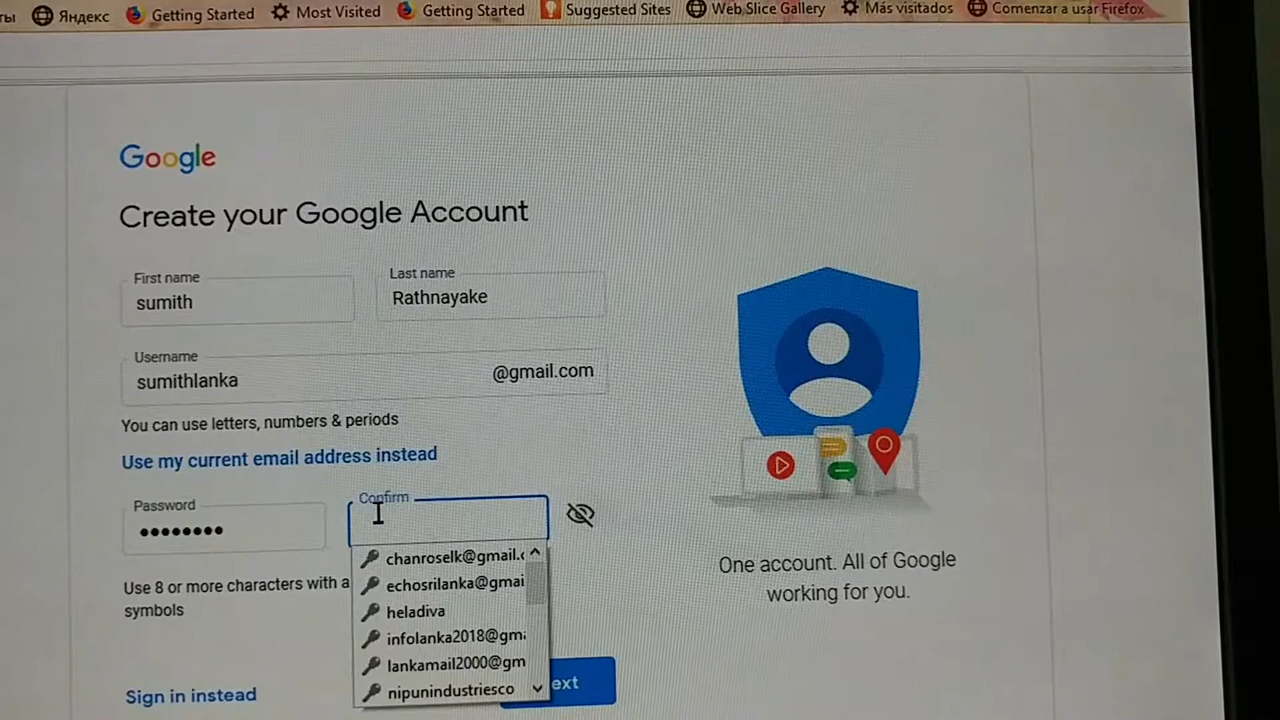 ты Яндекс Getting Started Most Visited Getting Started Suggested Sites Web Slice Gallery Más visitados Comenzar a usar Firefox
Google
Create your Google Account
First name
Last name
sumith
Rathnayake
Username
sumithlanka
@gmail.com
You can use letters, numbers & periods
Use my current email address instead
Password
Confirm
chanroselk@gmail.c
echosrilanka@gmai
heladiva
infolanka2018@gma
lankamail2000@gm
nipunindustriesco
Use 8 or more characters with a
symbols
Sign in instead
ext
One account. All of Google
working for you.